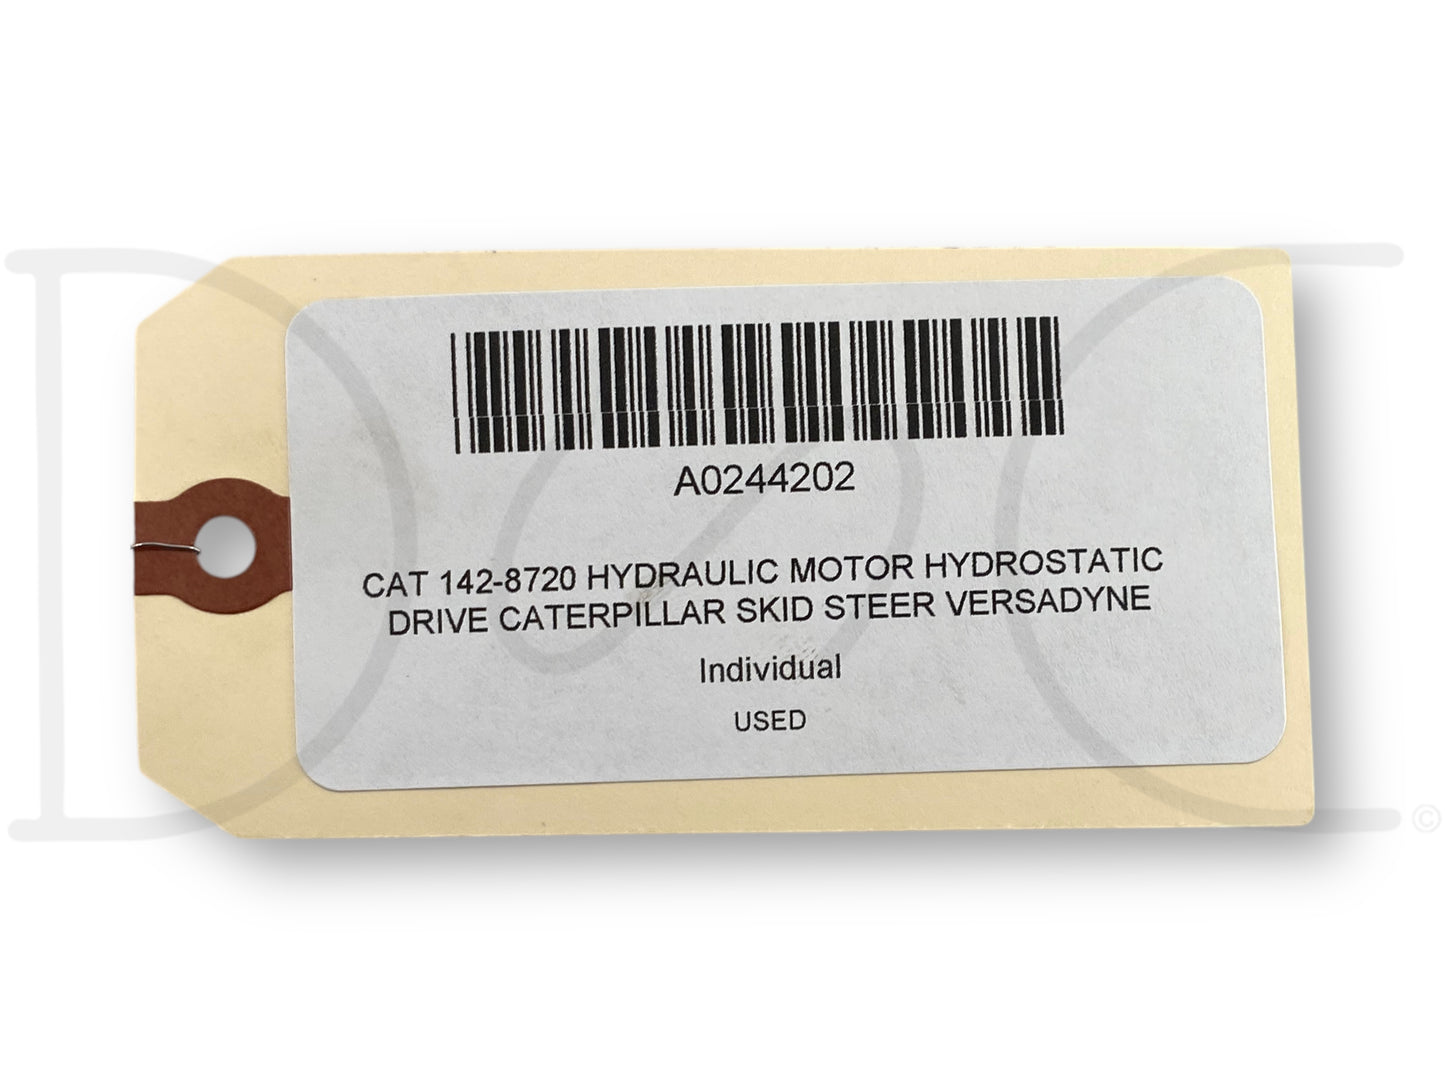 A0244202
CAT 142-8720 HYDRAULIC MOTOR HYDROSTATIC
DRIVE CATERPILLAR SKID STEER VERSADYNE
Individual
USED
D C ©